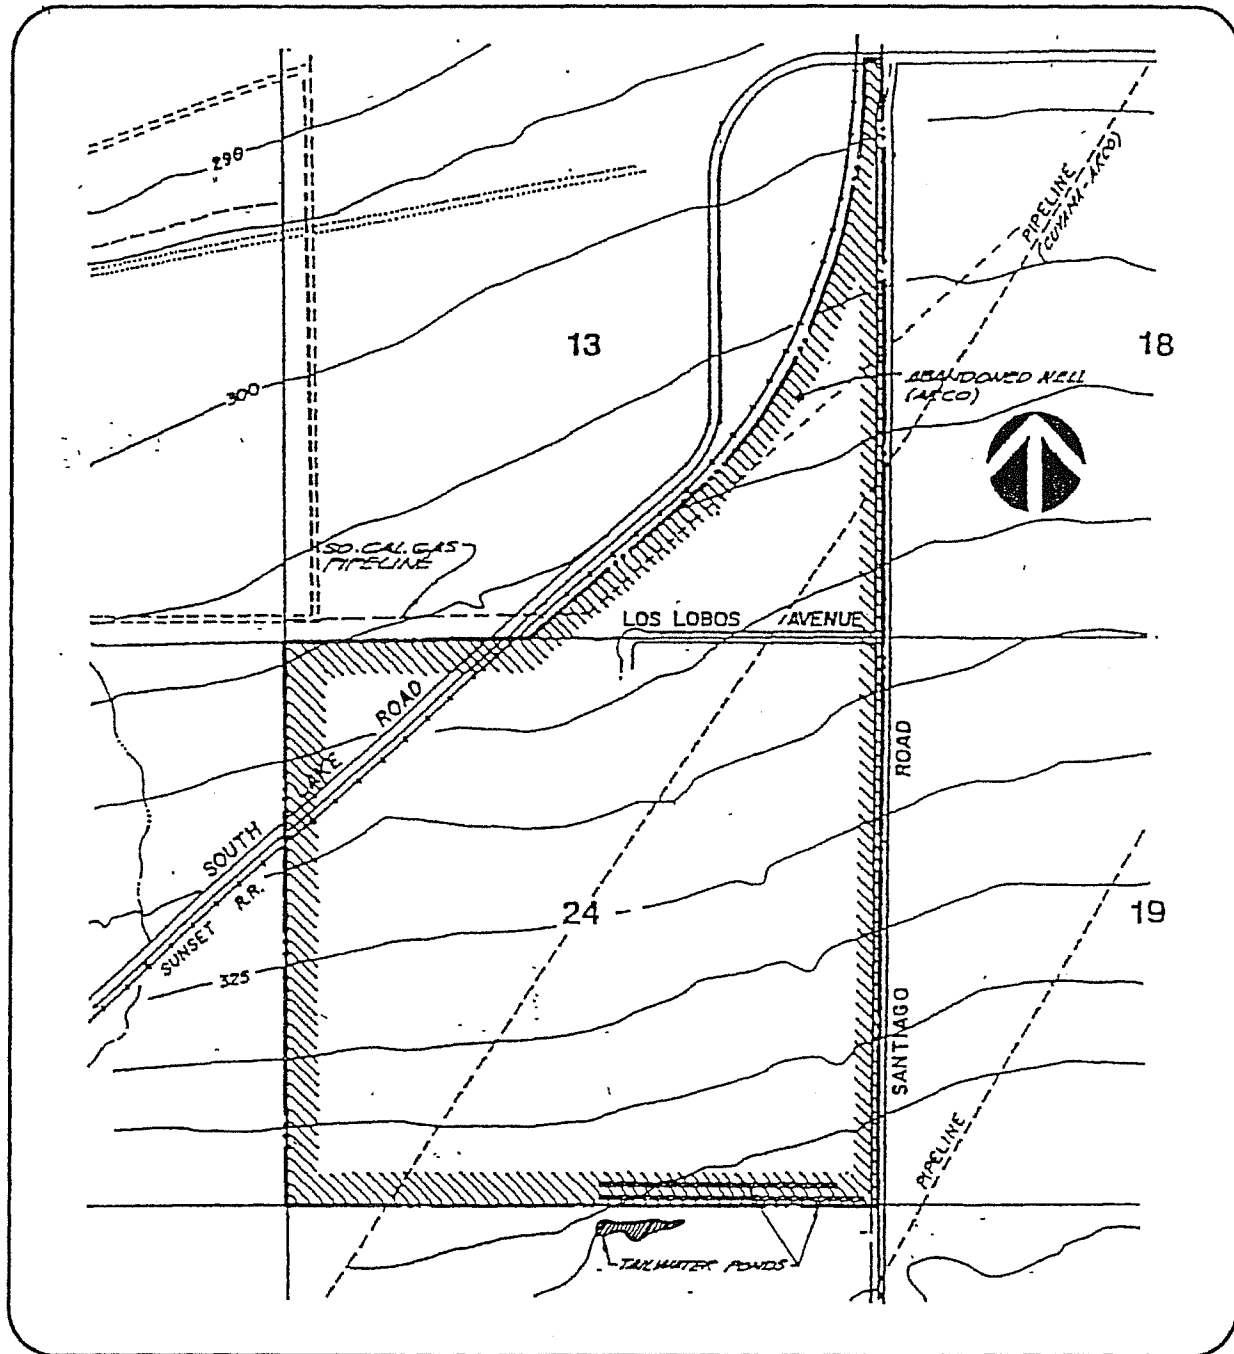 290
PIPELINE
(CUYAMA-ARCO)
13
18
300
ABANDONED WELL
(ARCO)
SO. CAL. GAS
PIPELINE
LOS LOBOS AVENUE
SOUTH LAKE ROAD
SUNSET R.R.
ROAD
24
19
325
SANTIAGO
PIPELINE
TAILWATER PONDS